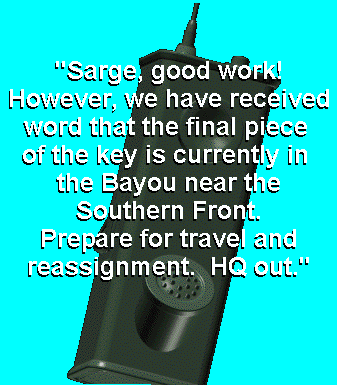 "Sarge, good work!
However, we have received
word that the final piece
of the key is currently in
the Bayou near the
Southern Front.
Prepare for travel and
reassignment.  HQ out."